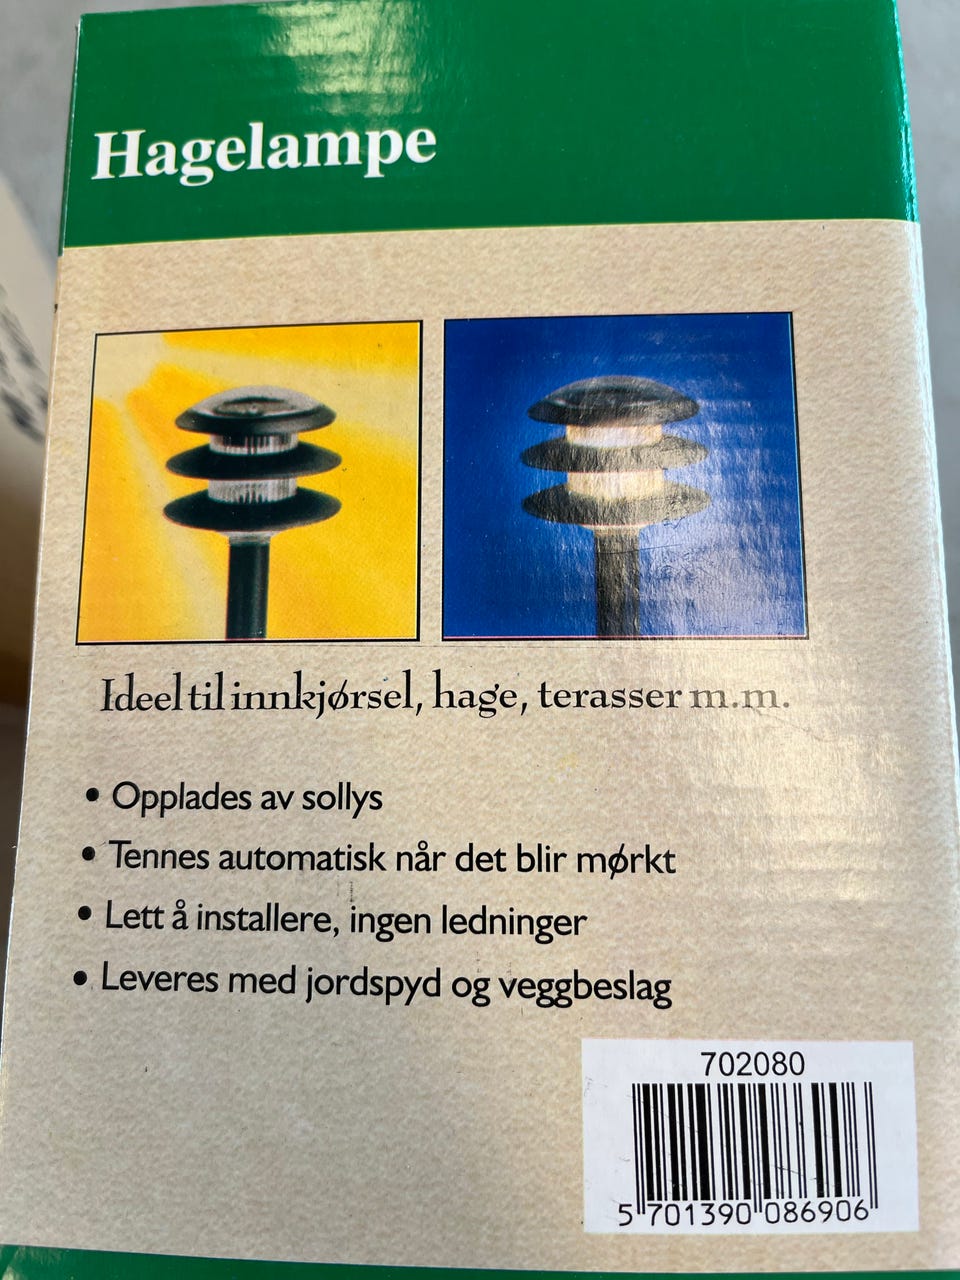 Hagelampe
Ideel til innkjørsel, hage, terasser m.m.
• Opplades av sollys
• Tennes automatisk når det blir mørkt
• Lett å installere, ingen ledninger
• Leveres med jordspyd og veggbeslag
702080
5 701390 086906